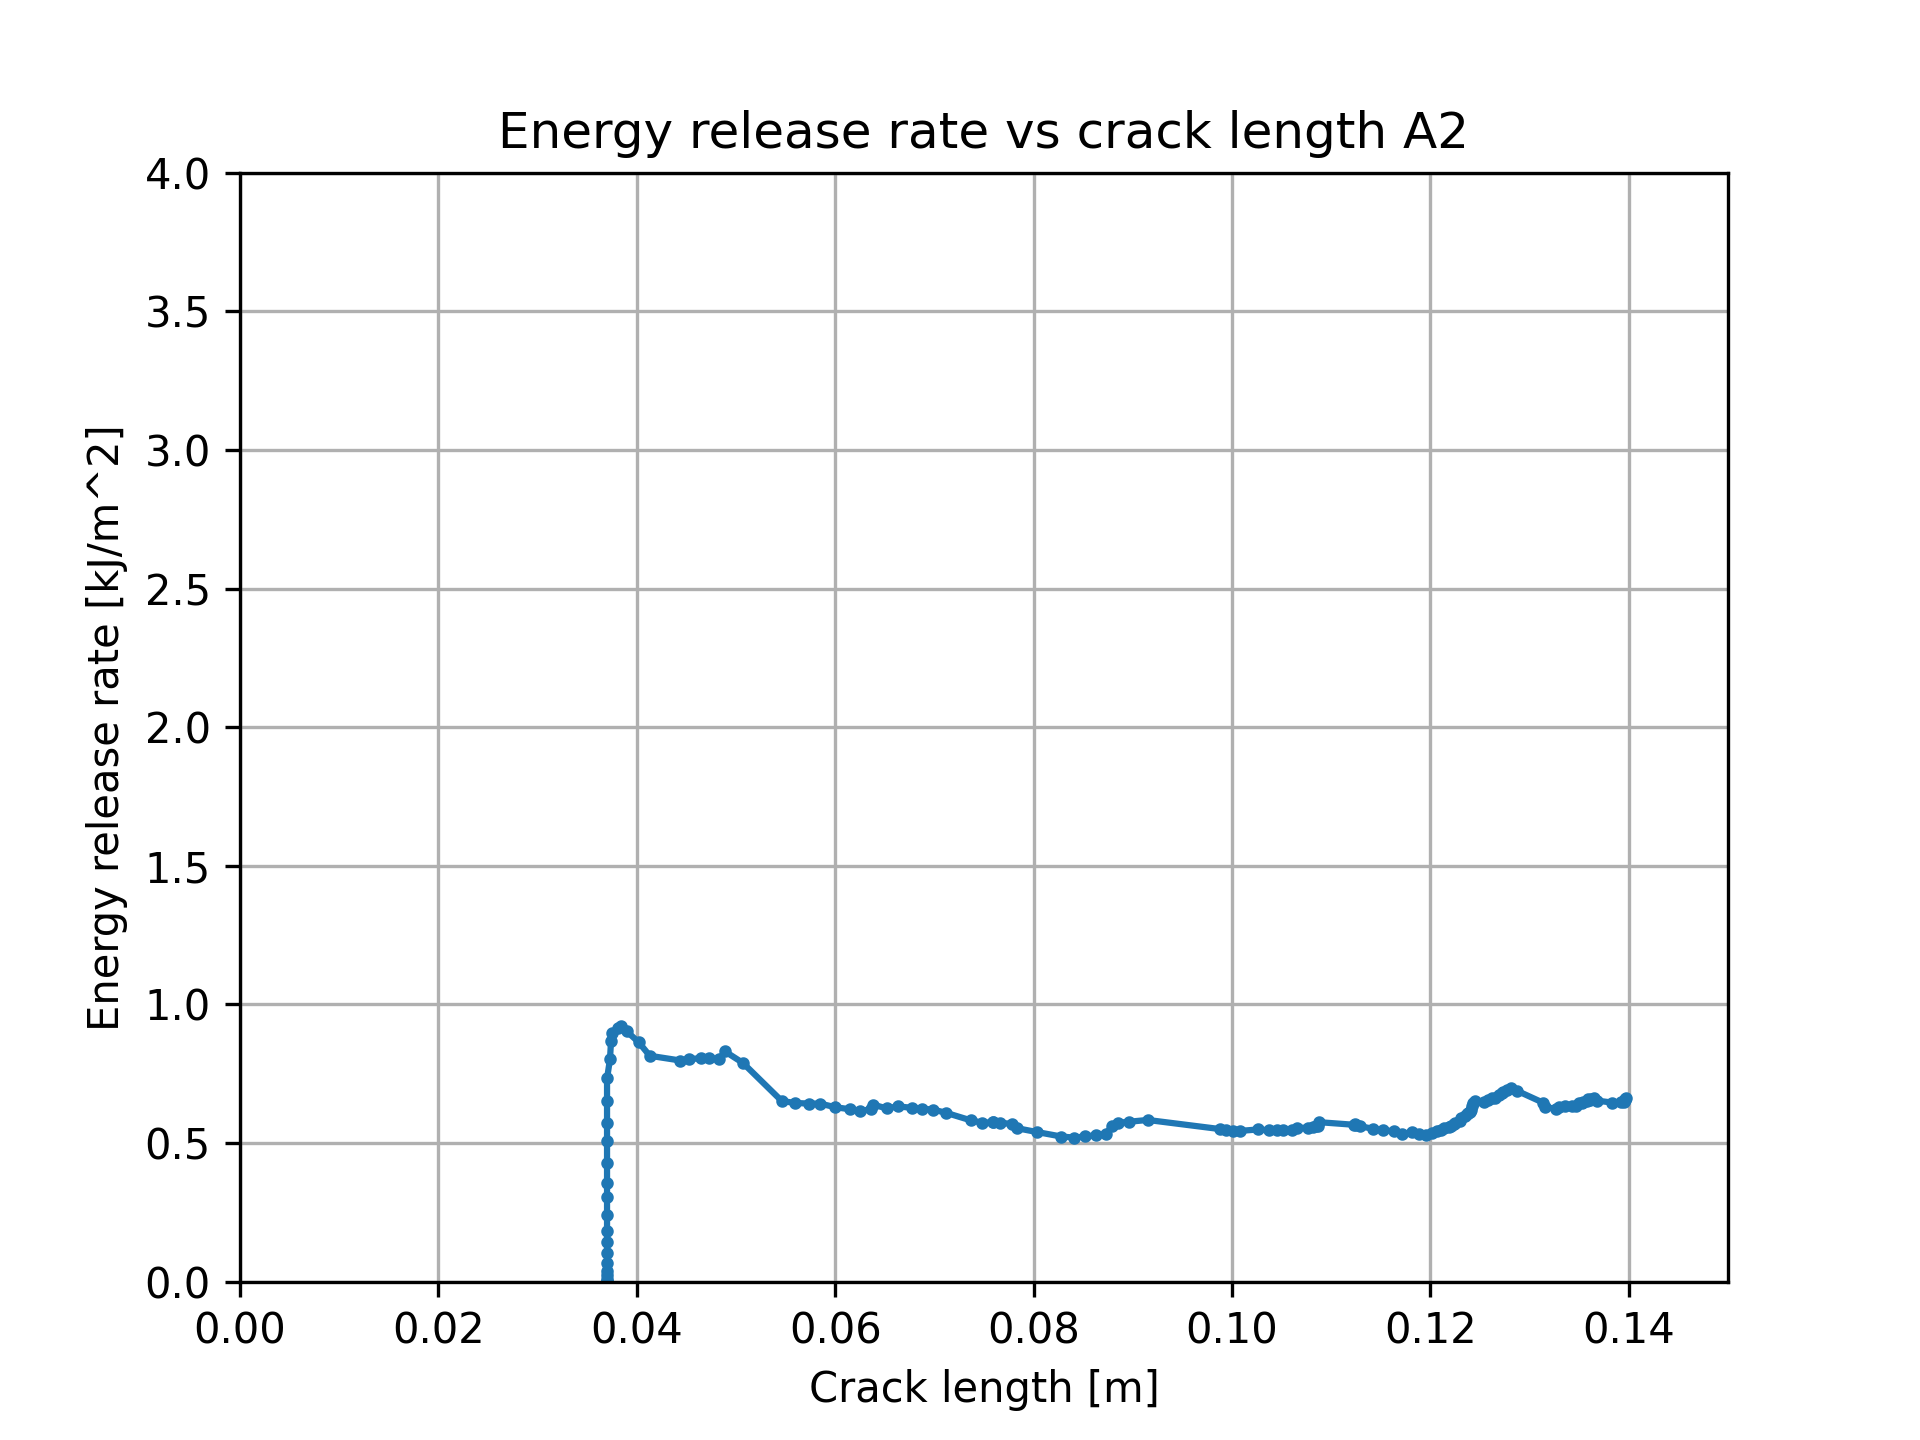 Energy release rate vs crack length A2
4.0
3.5
3.0
2.5
2.0
1.5
1.0
0.5
0.0
Energy release rate [kJ/m^2]
0.00 0.02 0.04 0.06 0.08 0.10 0.12 0.14
Crack length [m]